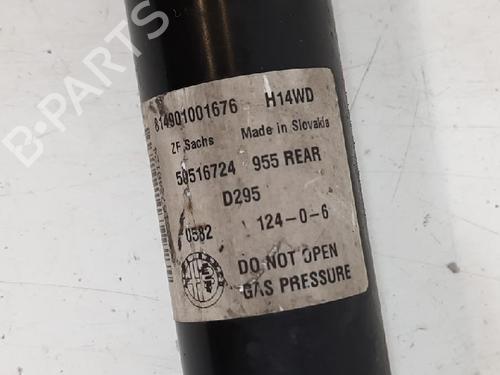 814901001676 H14WD
ZF Sachs Made in Slovakia
50516724 955 REAR
D295
0582 124-0-6
DO NOT OPEN
GAS PRESSURE
B-PARTS